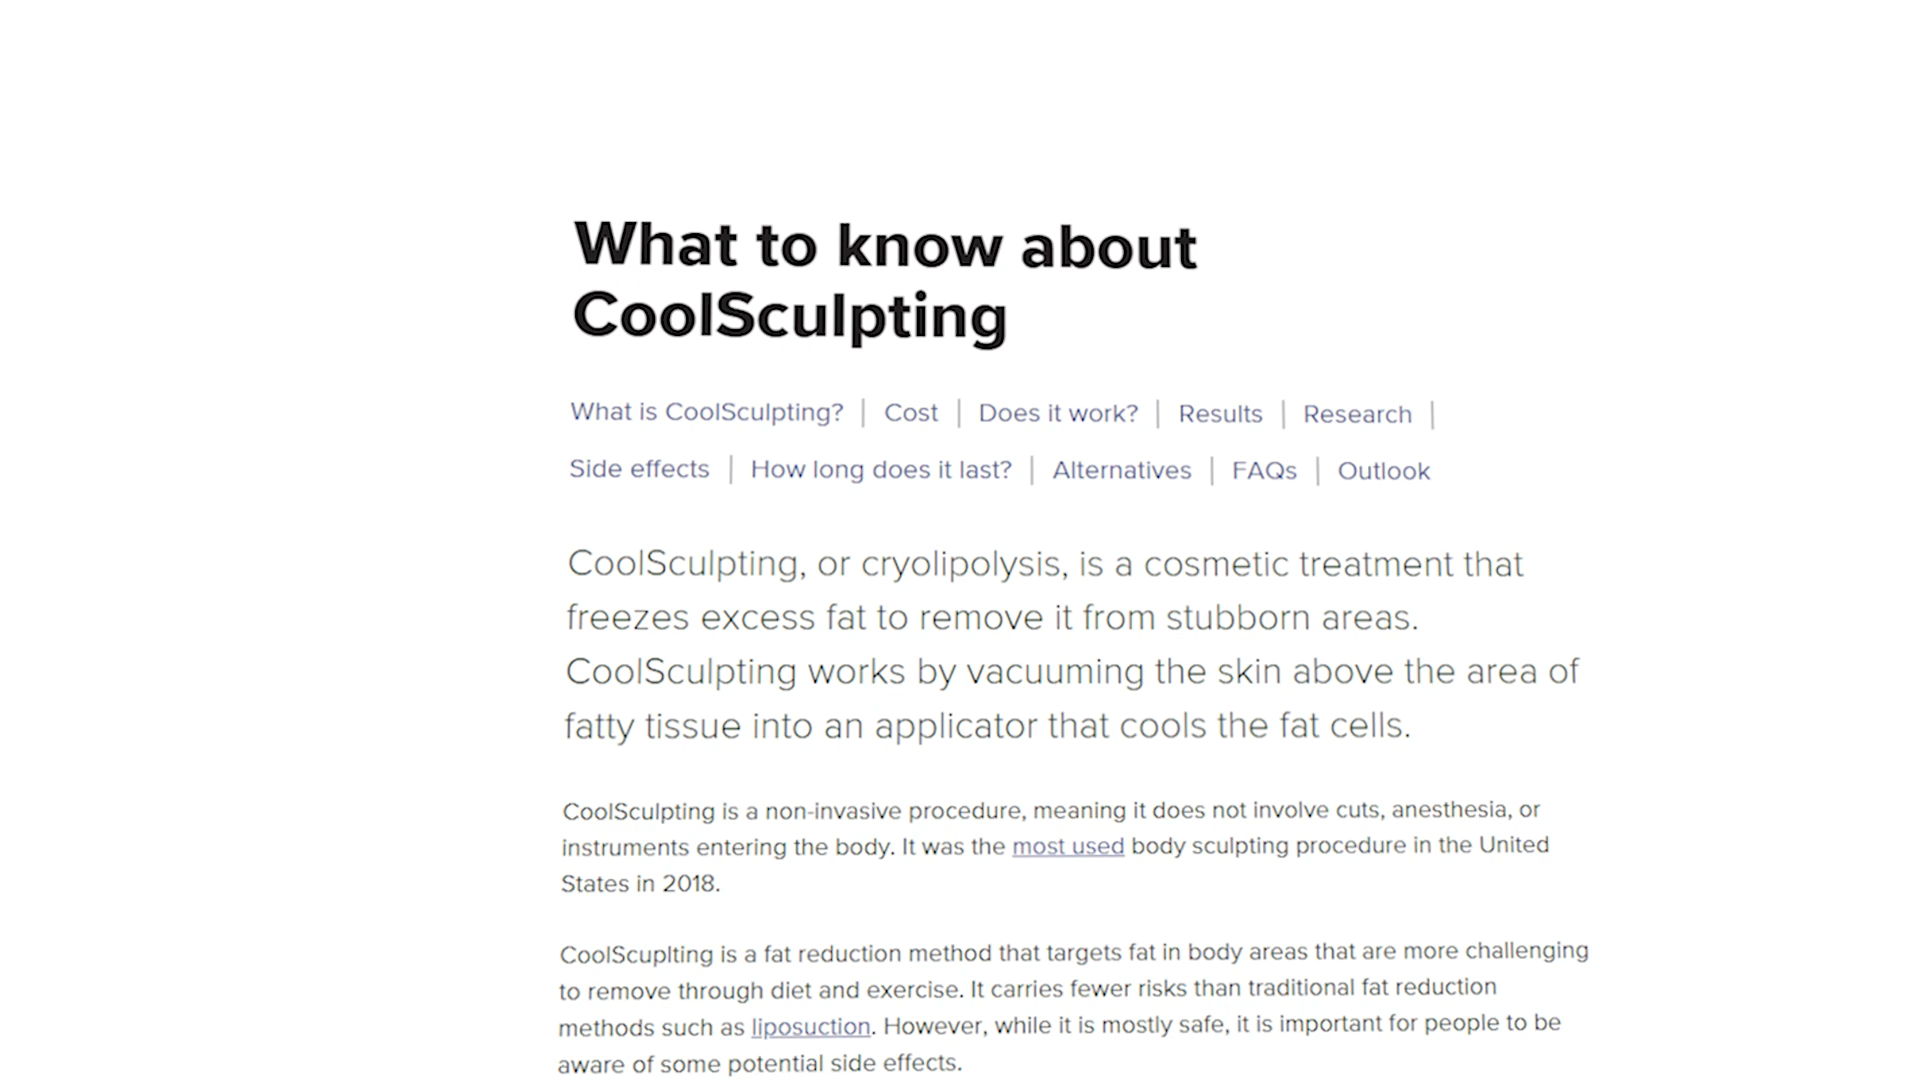 What to know about
CoolSculpting
What is CoolSculpting? | Cost | Does it work? | Results | Research |
Side effects | How long does it last? | Alternatives | FAQs | Outlook
CoolSculpting, or cryolipolysis, is a cosmetic treatment that
freezes excess fat to remove it from stubborn areas.
CoolSculpting works by vacuuming the skin above the area of
fatty tissue into an applicator that cools the fat cells.
CoolSculpting is a non-invasive procedure, meaning it does not involve cuts, anesthesia, or
instruments entering the body. It was the most used body sculpting procedure in the United
States in 2018.
CoolScuplting is a fat reduction method that targets fat in body areas that are more challenging
to remove through diet and exercise. It carries fewer risks than traditional fat reduction
methods such as liposuction. However, while it is mostly safe, it is important for people to be
aware of some potential side effects.